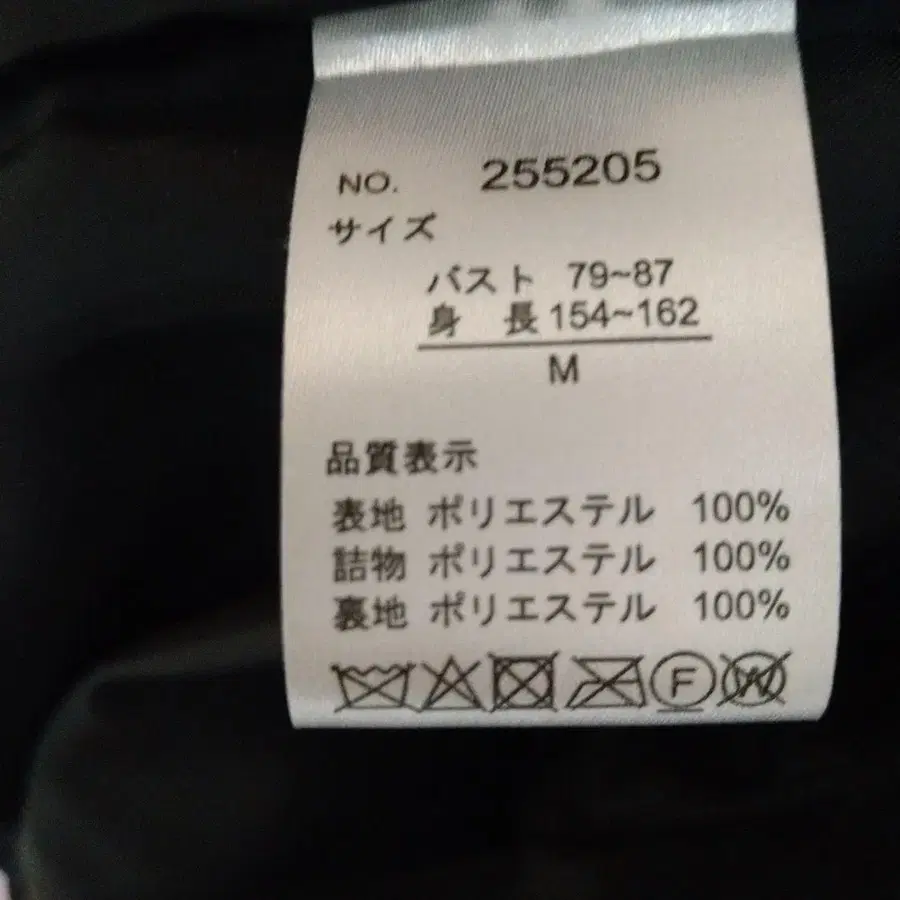 NO. 255205
サイズ
バスト 79~87
身 長 154~162
M
品質表示
表地 ポリエステル 100%
詰物 ポリエステル 100%
裏地 ポリエステル 100%
F W